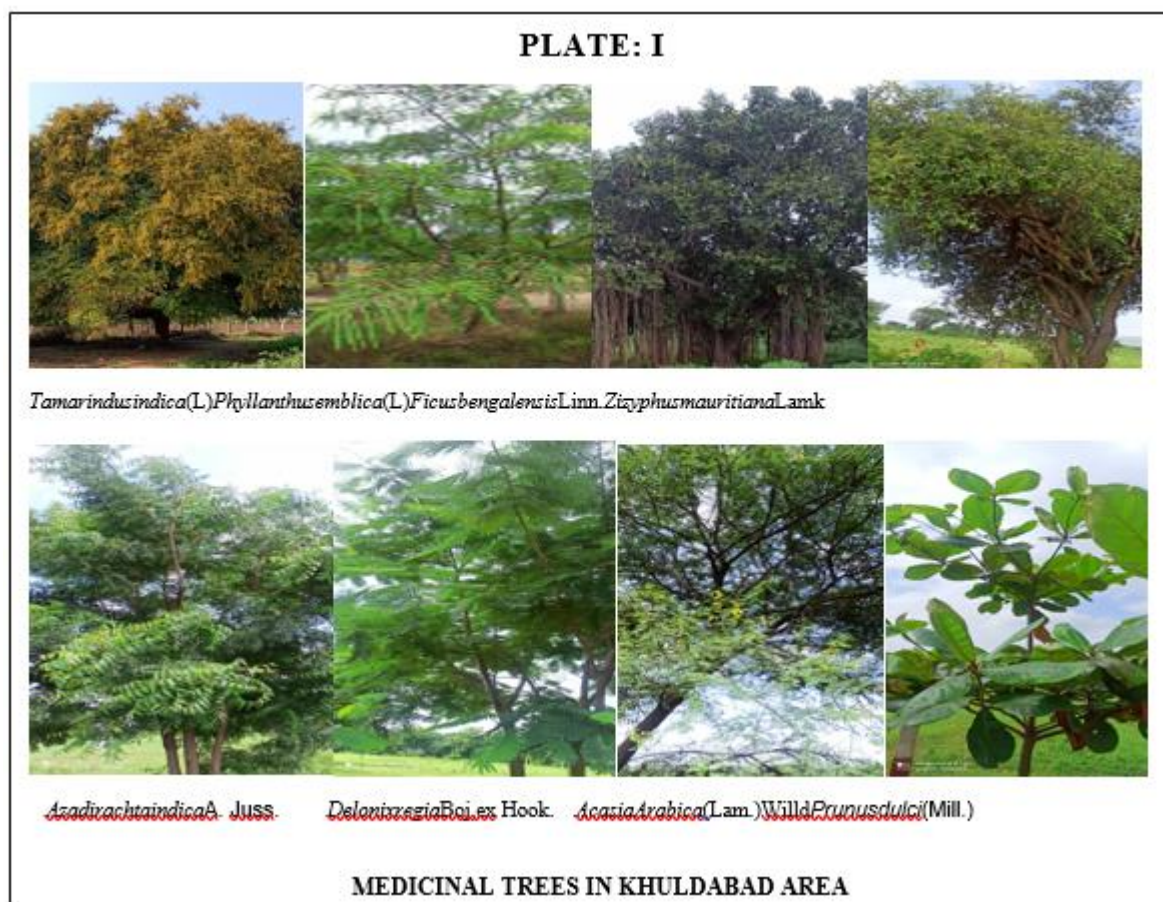 PLATE: I
Tamarindusindica(L)Phyllanthusemblica(L)FicusbengalensisLinn.ZizyphusmauritianaLamk
AzadirachtaindicaA. Juss. DelonixregiaBoj.ex Hook. AcasiaArabica(Lam.)WilldPrunusdulci(Mill.)
MEDICINAL TREES IN KHULDABAD AREA